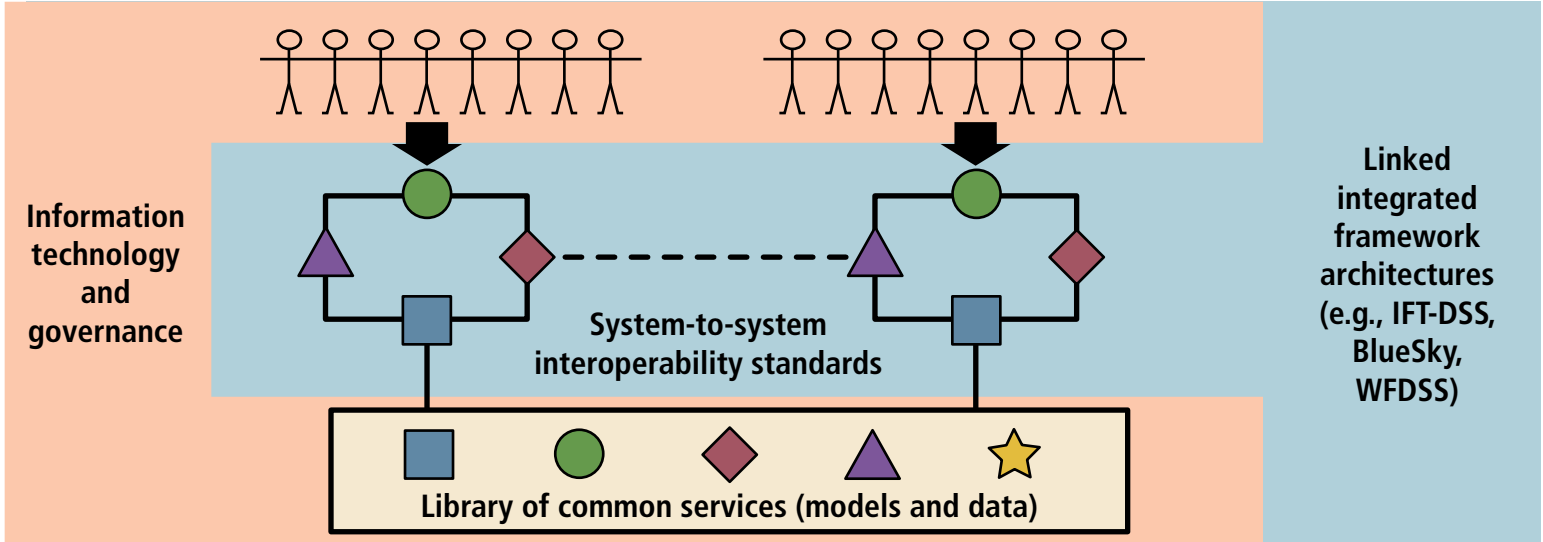 Information
technology
and
governance
System-to-system
interoperability standards
Linked
integrated
framework
architectures
(e.g., IFT-DSS,
BlueSky,
WFDSS)
Library of common services (models and data)